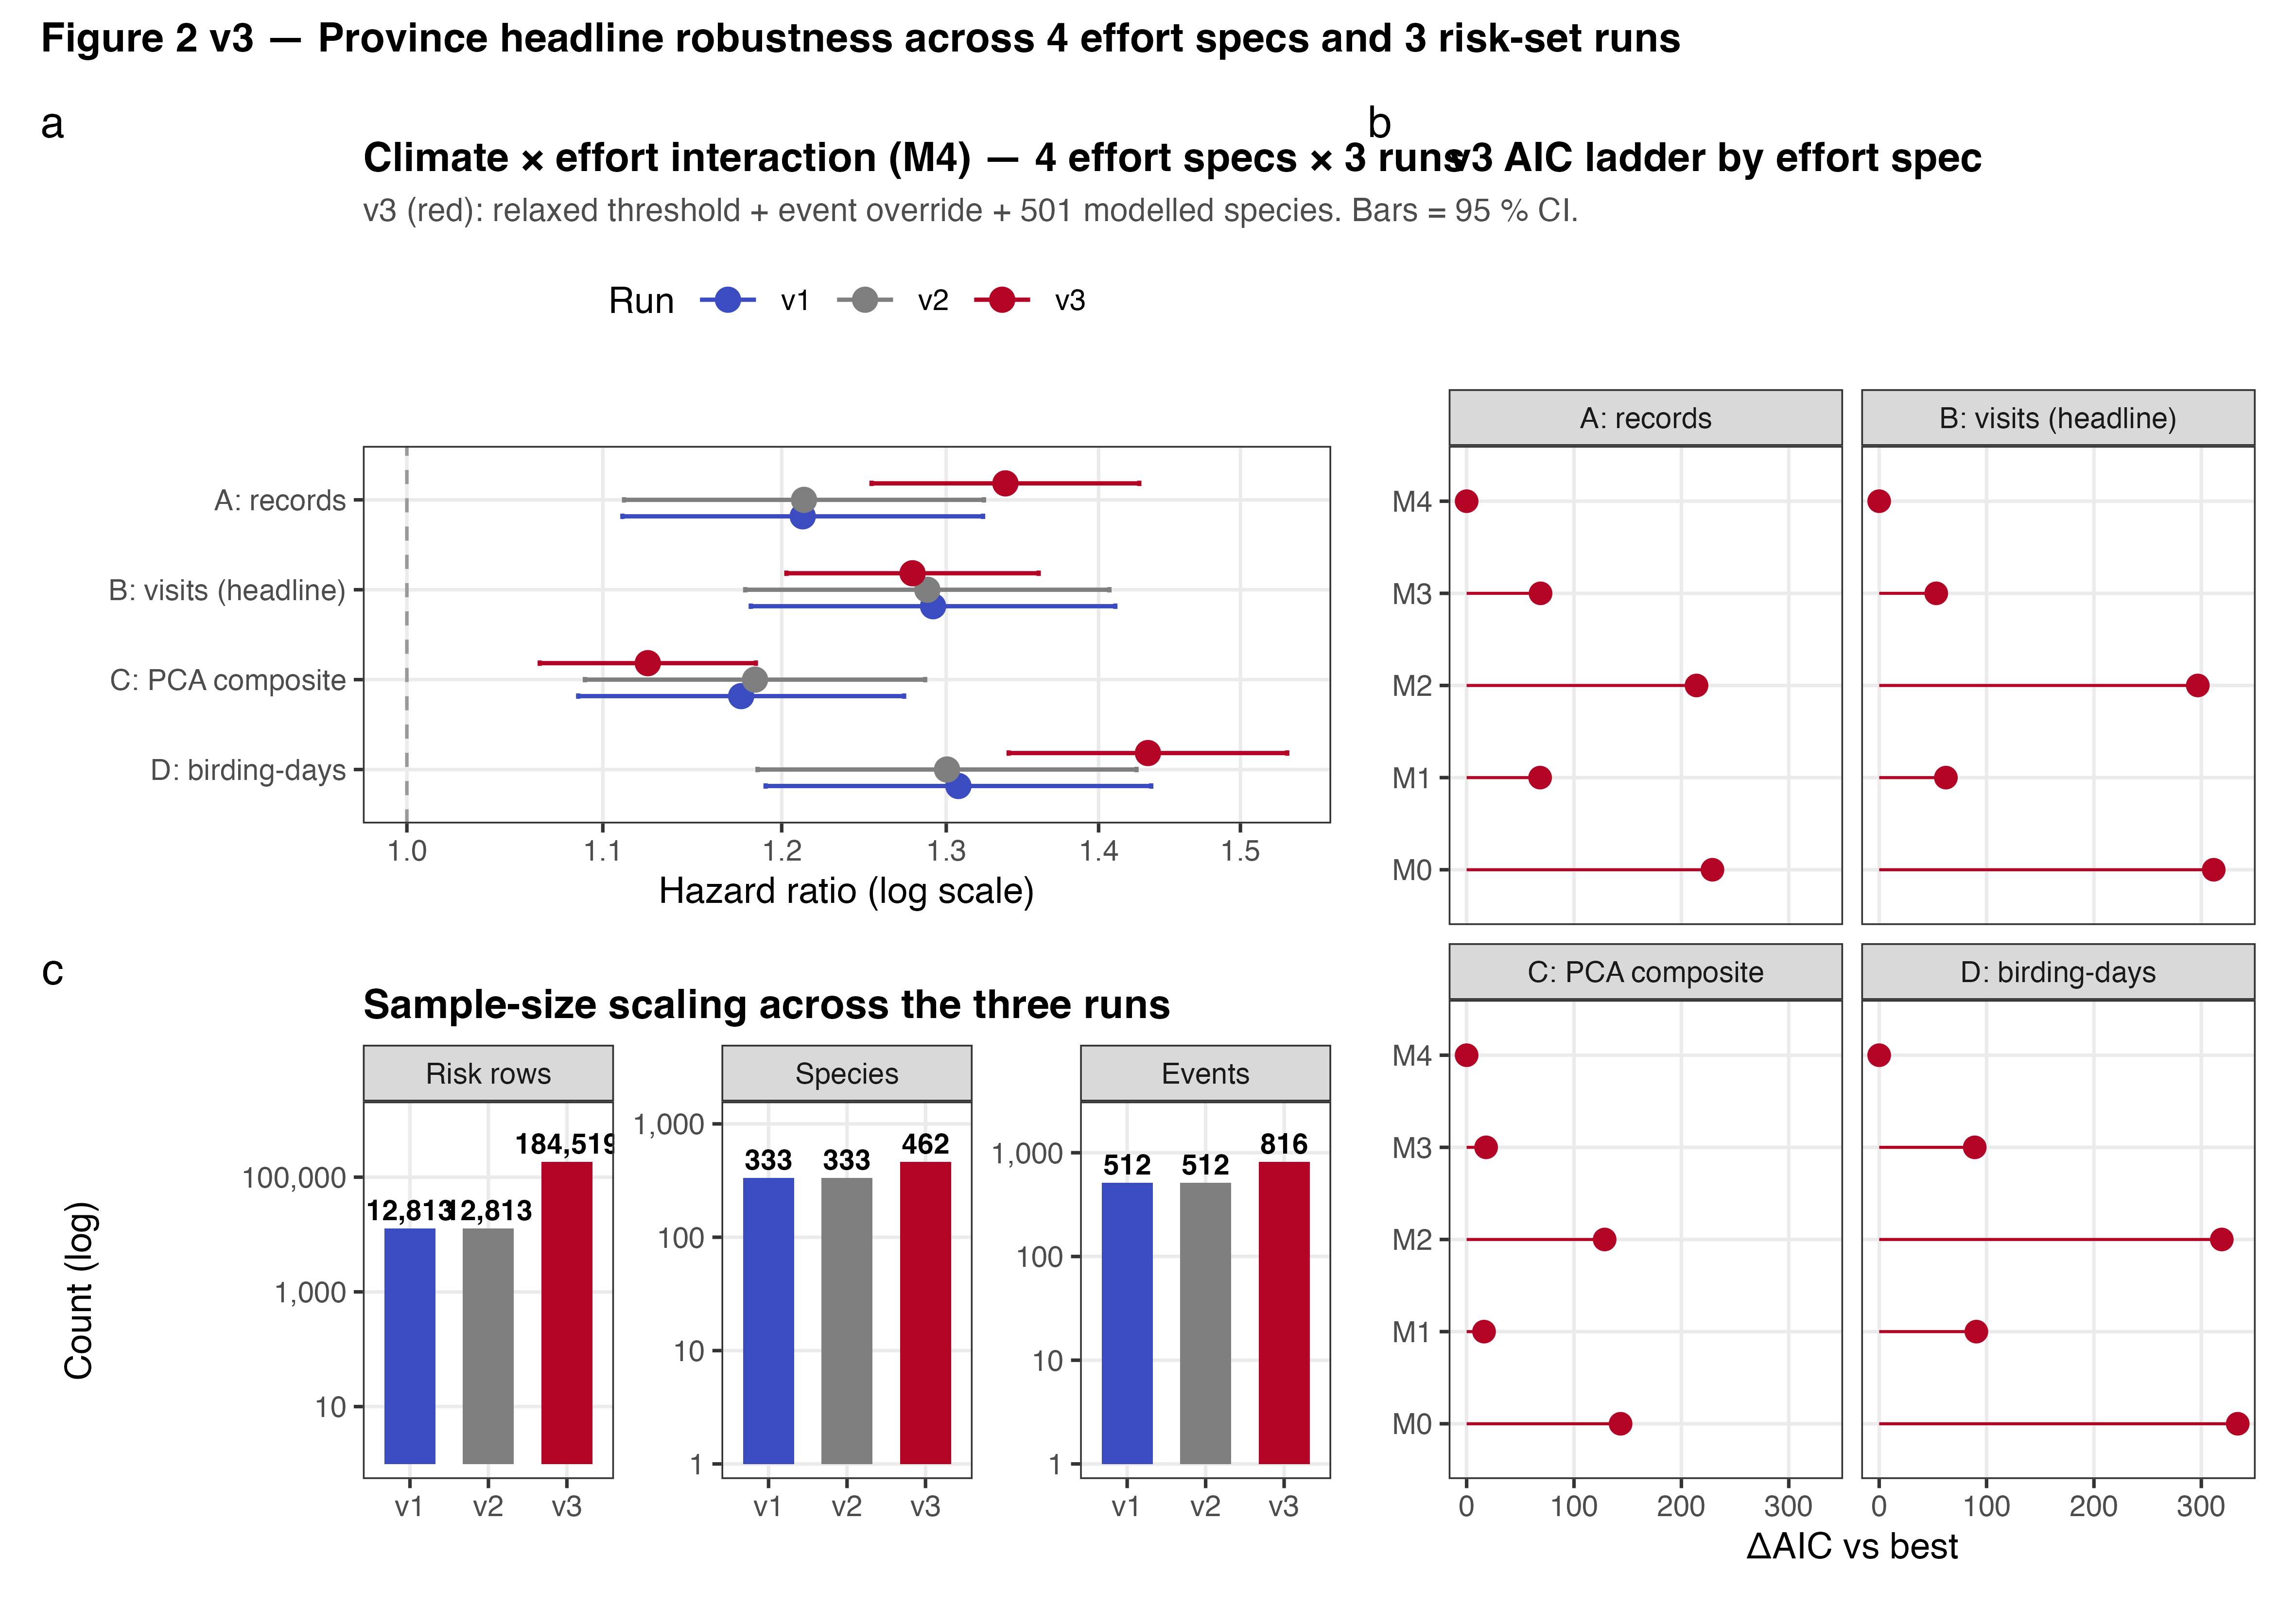 Figure 2 v3 — Province headline robustness across 4 effort specs and 3 risk-set runs
a
Climate × effort interaction (M4) — 4 effort specs × 3 runs
v3 (red): relaxed threshold + event override + 501 modelled species. Bars = 95 % CI.
Run v1 v2 v3
A: records
B: visits (headline)
C: PCA composite
D: birding-days
1.0 1.1 1.2 1.3 1.4 1.5
Hazard ratio (log scale)
b
v3 AIC ladder by effort spec
A: records B: visits (headline)
M4
M3
M2
M1
M0
C: PCA composite D: birding-days
M4
M3
M2
M1
M0
0 100 200 300 0 100 200 300
ΔAIC vs best
c
Sample-size scaling across the three runs
Count (log)
Risk rows
100,000
1,000
10
12,813 12,813 184,519
v1 v2 v3
Species
1,000
100
10
1
333 333 462
v1 v2 v3
Events
1,000
100
10
1
512 512 816
v1 v2 v3